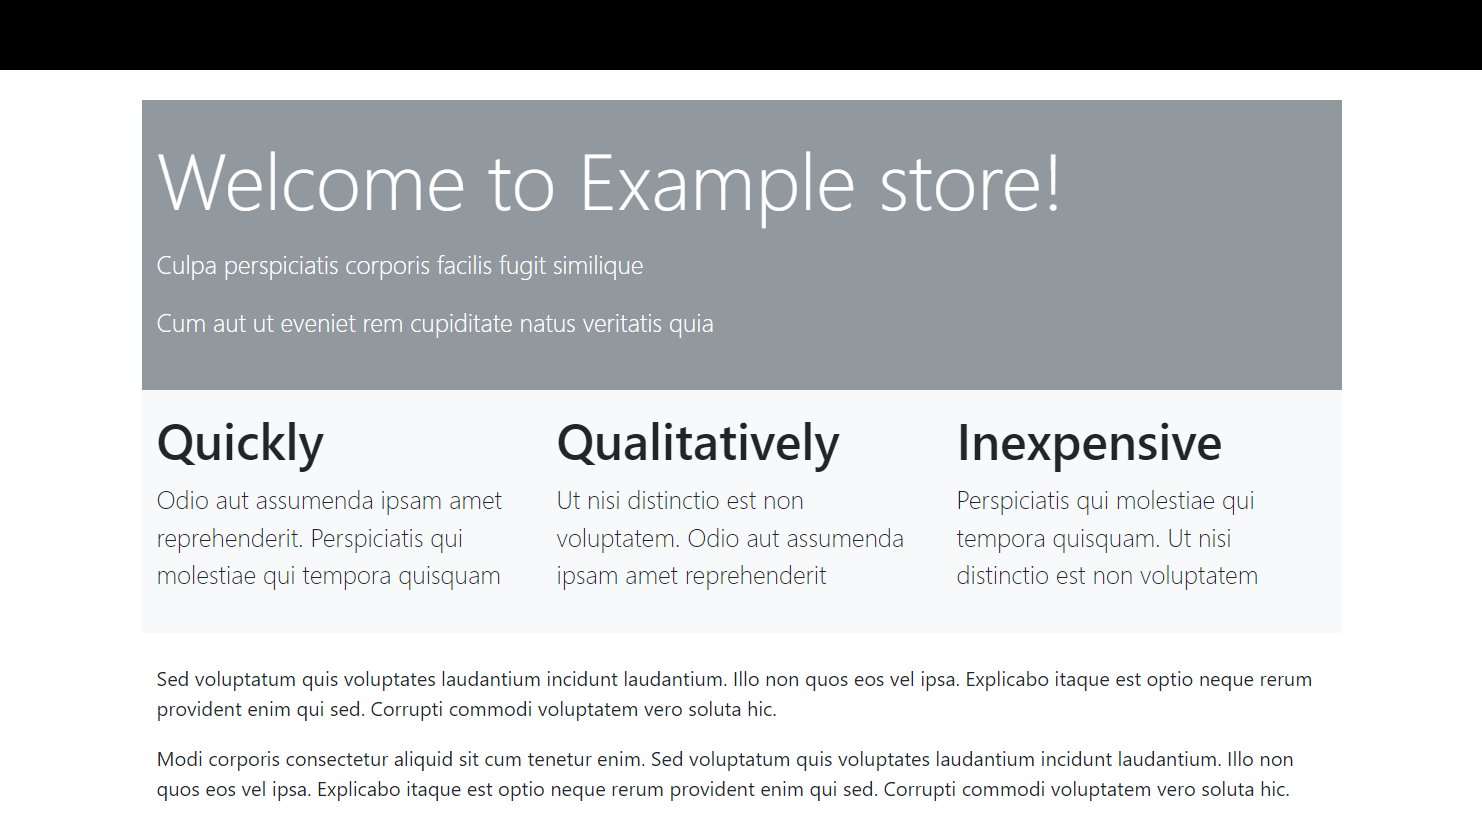 Welcome to Example store!
Culpa perspiciatis corporis facilis fugit similique
Cum aut ut eveniet rem cupiditate natus veritatis quia
Quickly
Odio aut assumenda ipsam amet
reprehenderit. Perspiciatis qui
molestiae qui tempora quisquam
Qualitatively
Ut nisi distinctio est non
voluptatem. Odio aut assumenda
ipsam amet reprehenderit
Inexpensive
Perspiciatis qui molestiae qui
tempora quisquam. Ut nisi
distinctio est non voluptatem
Sed voluptatum quis voluptates laudantium incidunt laudantium. Illo non quos eos vel ipsa. Explicabo itaque est optio neque rerum
provident enim qui sed. Corrupti commodi voluptatem vero soluta hic.
Modi corporis consectetur aliquid sit cum tenetur enim. Sed voluptatum quis voluptates laudantium incidunt laudantium. Illo non
quos eos vel ipsa. Explicabo itaque est optio neque rerum provident enim qui sed. Corrupti commodi voluptatem vero soluta hic.